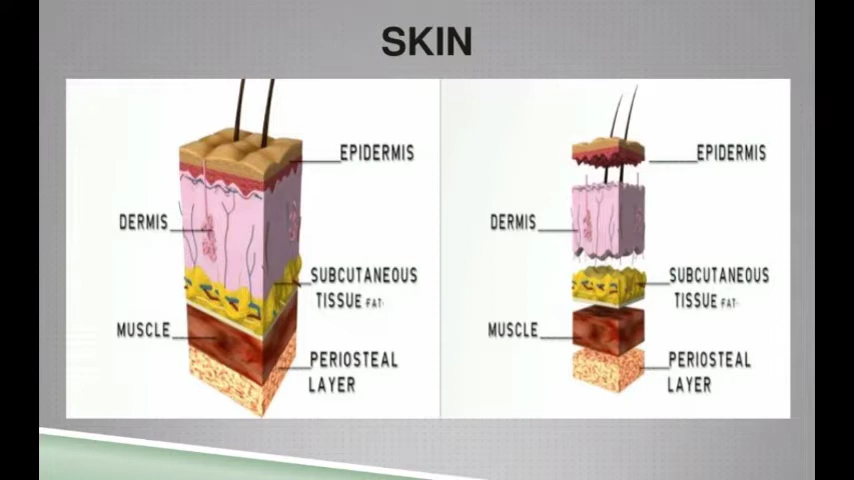 SKIN
EPIDERMIS
DERMIS
SUBCUTANEOUS
TISSUE (FAT)
MUSCLE
PERIOSTEAL
LAYER
EPIDERMIS
DERMIS
SUBCUTANEOUS
TISSUE (FAT)
MUSCLE
PERIOSTEAL
LAYER